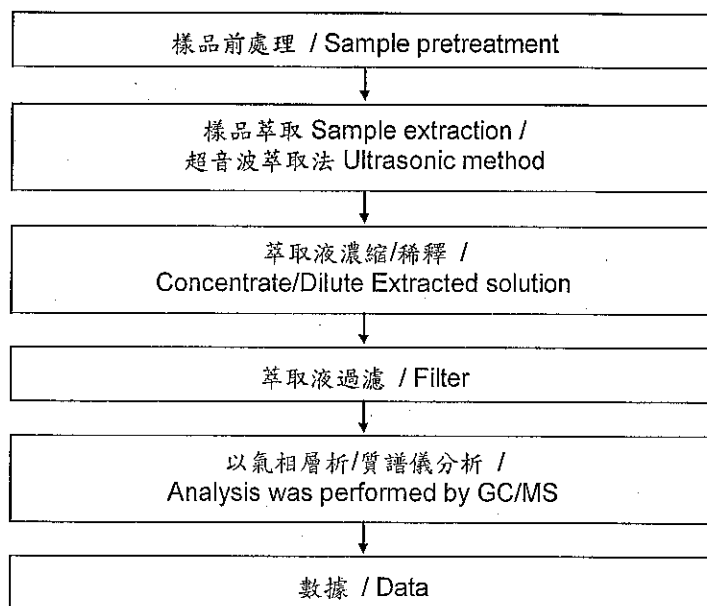 樣品前處理 / Sample pretreatment
樣品萃取 Sample extraction /
超音波萃取法 Ultrasonic method
萃取液濃縮/稀釋 /
Concentrate/Dilute Extracted solution
萃取液過濾 / Filter
以氣相層析/質譜儀分析 /
Analysis was performed by GC/MS
數據 / Data